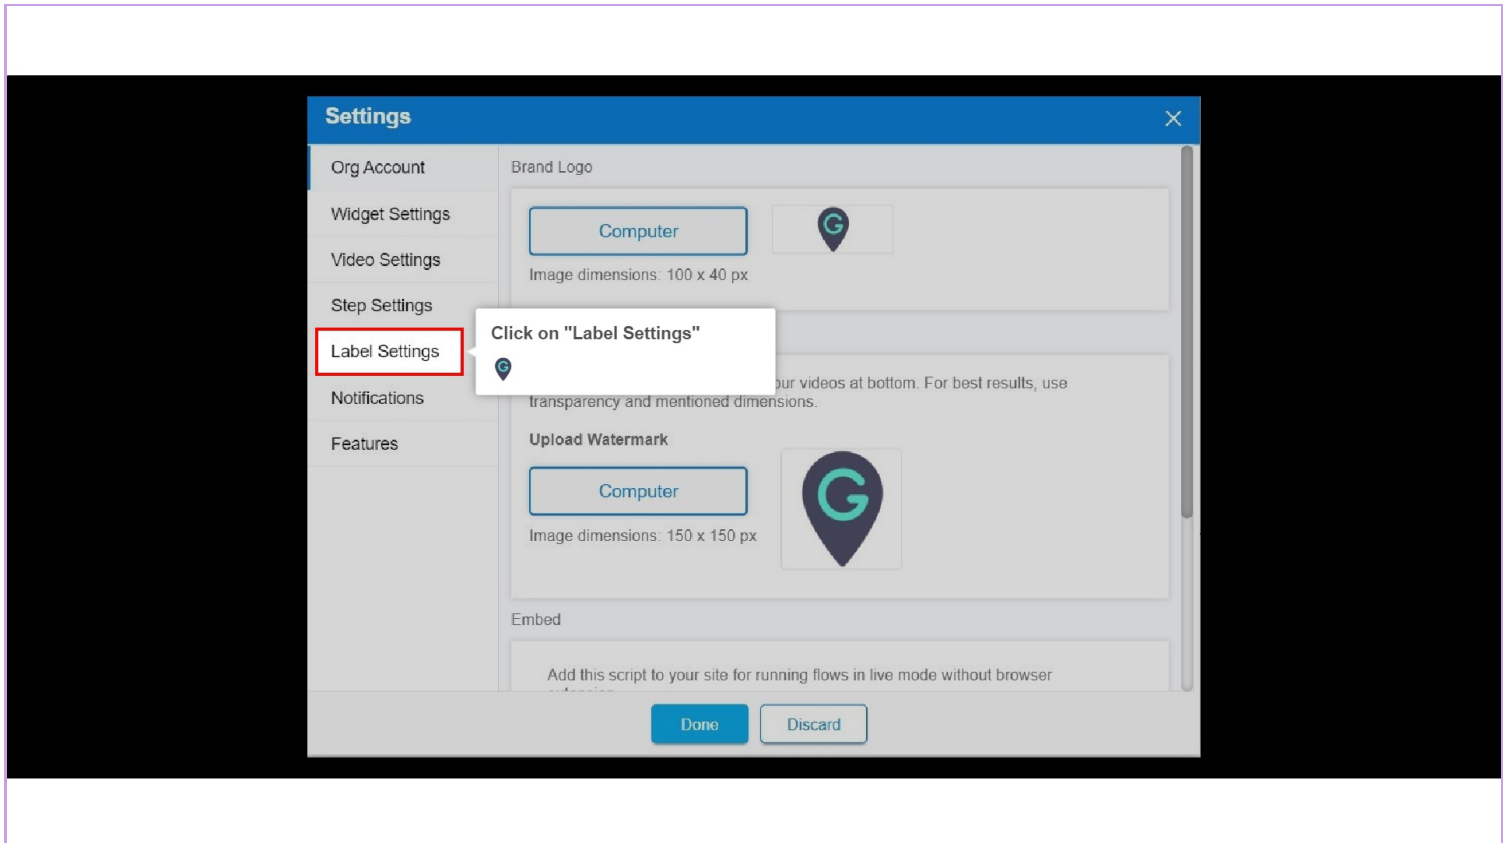 Settings
Org Account
Widget Settings
Video Settings
Step Settings
Label Settings
Notifications
Features
Brand Logo
Computer
G
Image dimensions: 100 x 40 px
Click on "Label Settings"
G
videos at bottom. For best results, use
transparency and mentioned dimensions.
Upload Watermark
Computer
G
Image dimensions: 150 x 150 px
Embed
Add this script to your site for running flows in live mode without browser
Done
Discard